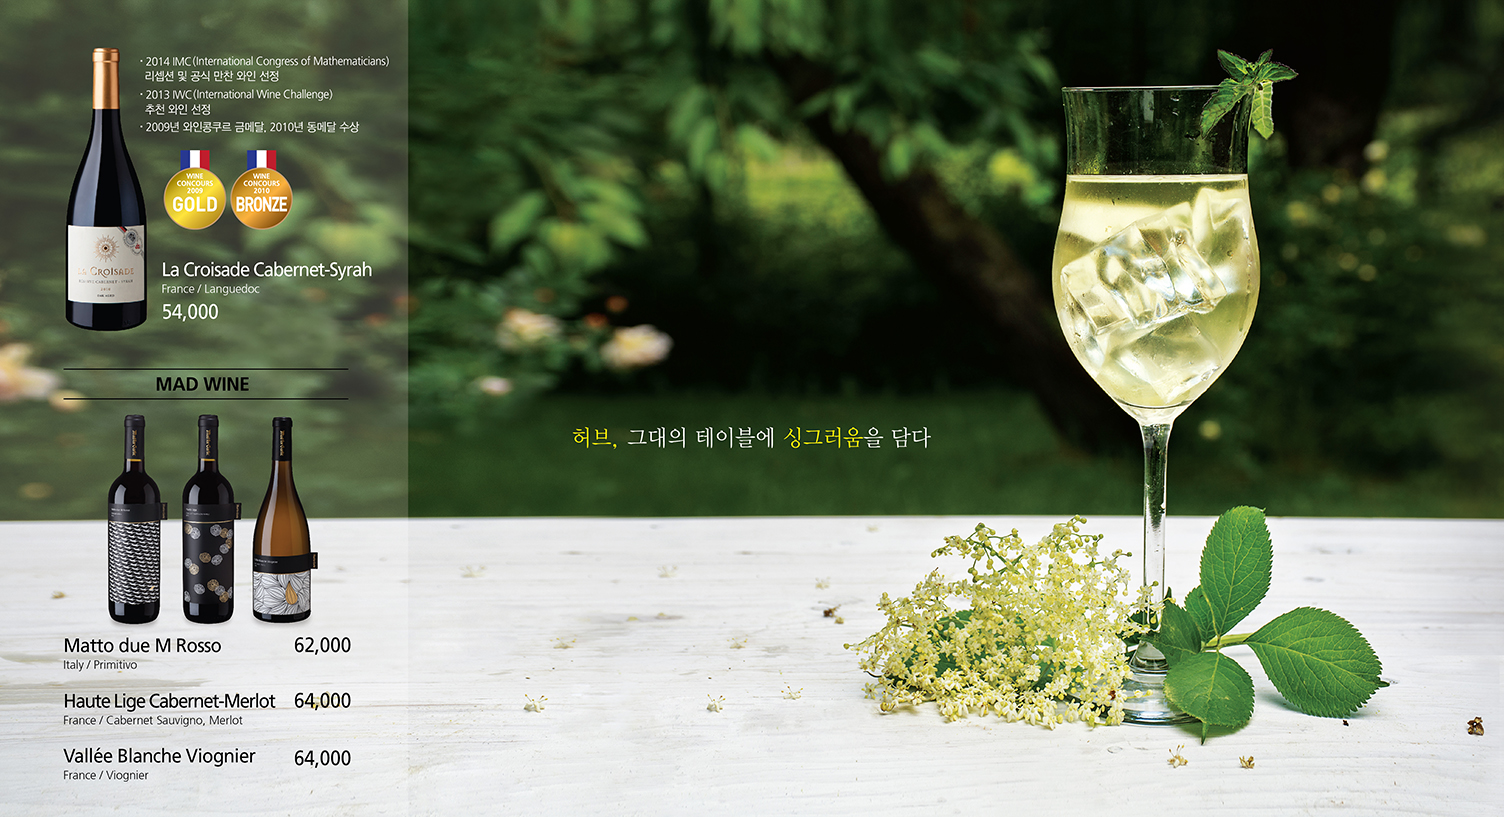 · 2014 IMC (International Congress of Mathematicians)
리셉션 및 공식 만찬 와인 선정
· 2013 IWC (International Wine Challenge)
추천 와인 선정
· 2009년 와인콩쿠르 금메달, 2010년 동메달 수상
WINE
CONCOURS
2009
GOLD
WINE
CONCOURS
2010
BRONZE
LA CROISADE
La Croisade Cabernet-Syrah
France / Languedoc
54,000
MAD WINE
허브, 그대의 테이블에 싱그러움을 담다
Matto due M Rosso 62,000
Italy / Primitivo
Haute Lige Cabernet-Merlot 64,000
France / Cabernet Sauvigno, Merlot
Vallée Blanche Viognier 64,000
France / Viognier